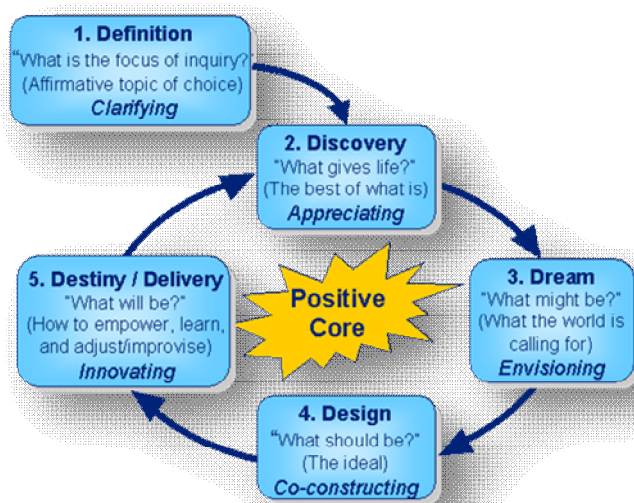 1. Definition
"What is the focus of inquiry?"
(Affirmative topic of choice)
Clarifying
2. Discovery
"What gives life?"
(The best of what is)
Appreciating
3. Dream
"What might be?"
(What the world is
calling for)
Envisioning
4. Design
"What should be?"
(The ideal)
Co-constructing
5. Destiny / Delivery
"What will be?"
(How to empower, learn,
and adjust/improvise)
Innovating
Positive
Core